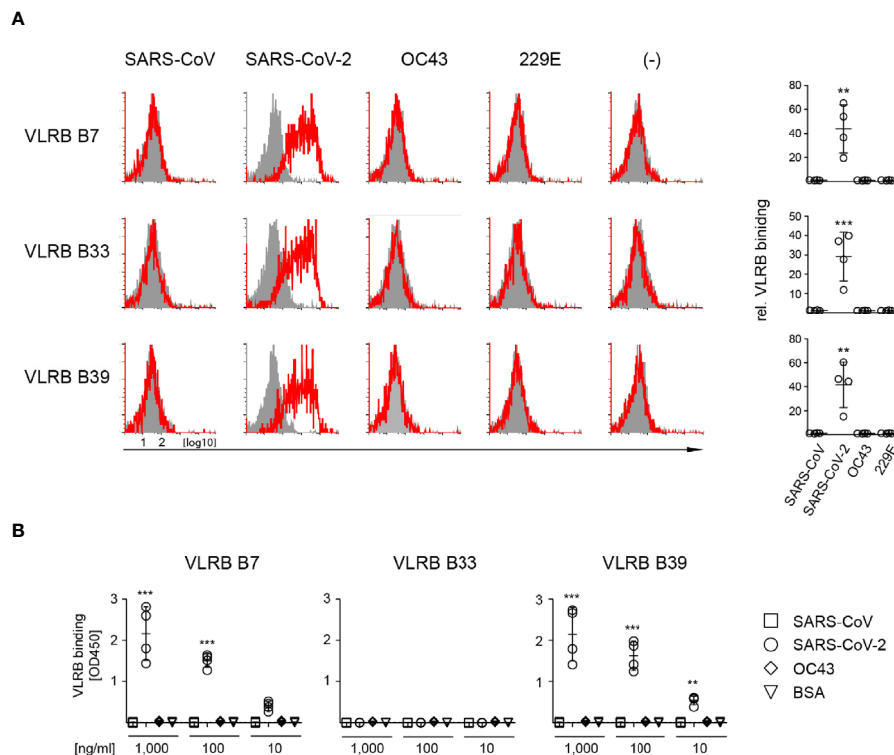 A
SARS-CoV SARS-CoV-2 OC43 229E (-)
VLRB B7
VLRB B33
VLRB B39
1 2 [log10]
80
60
40
20
**
50
40
30
20
10
***
80
60
40
20
**
rel. VLRB binidng
SARS-CoV SARS-CoV-2 OC43 229E
B
VLRB B7 VLRB B33 VLRB B39
VLRB binding
[OD450]
3
2
1
*** ***
3
2
1
3
2
1
*** *** **
SARS-CoV
SARS-CoV-2
OC43
BSA
[ng/ml] 1,000 100 10 1,000 100 10 1,000 100 10